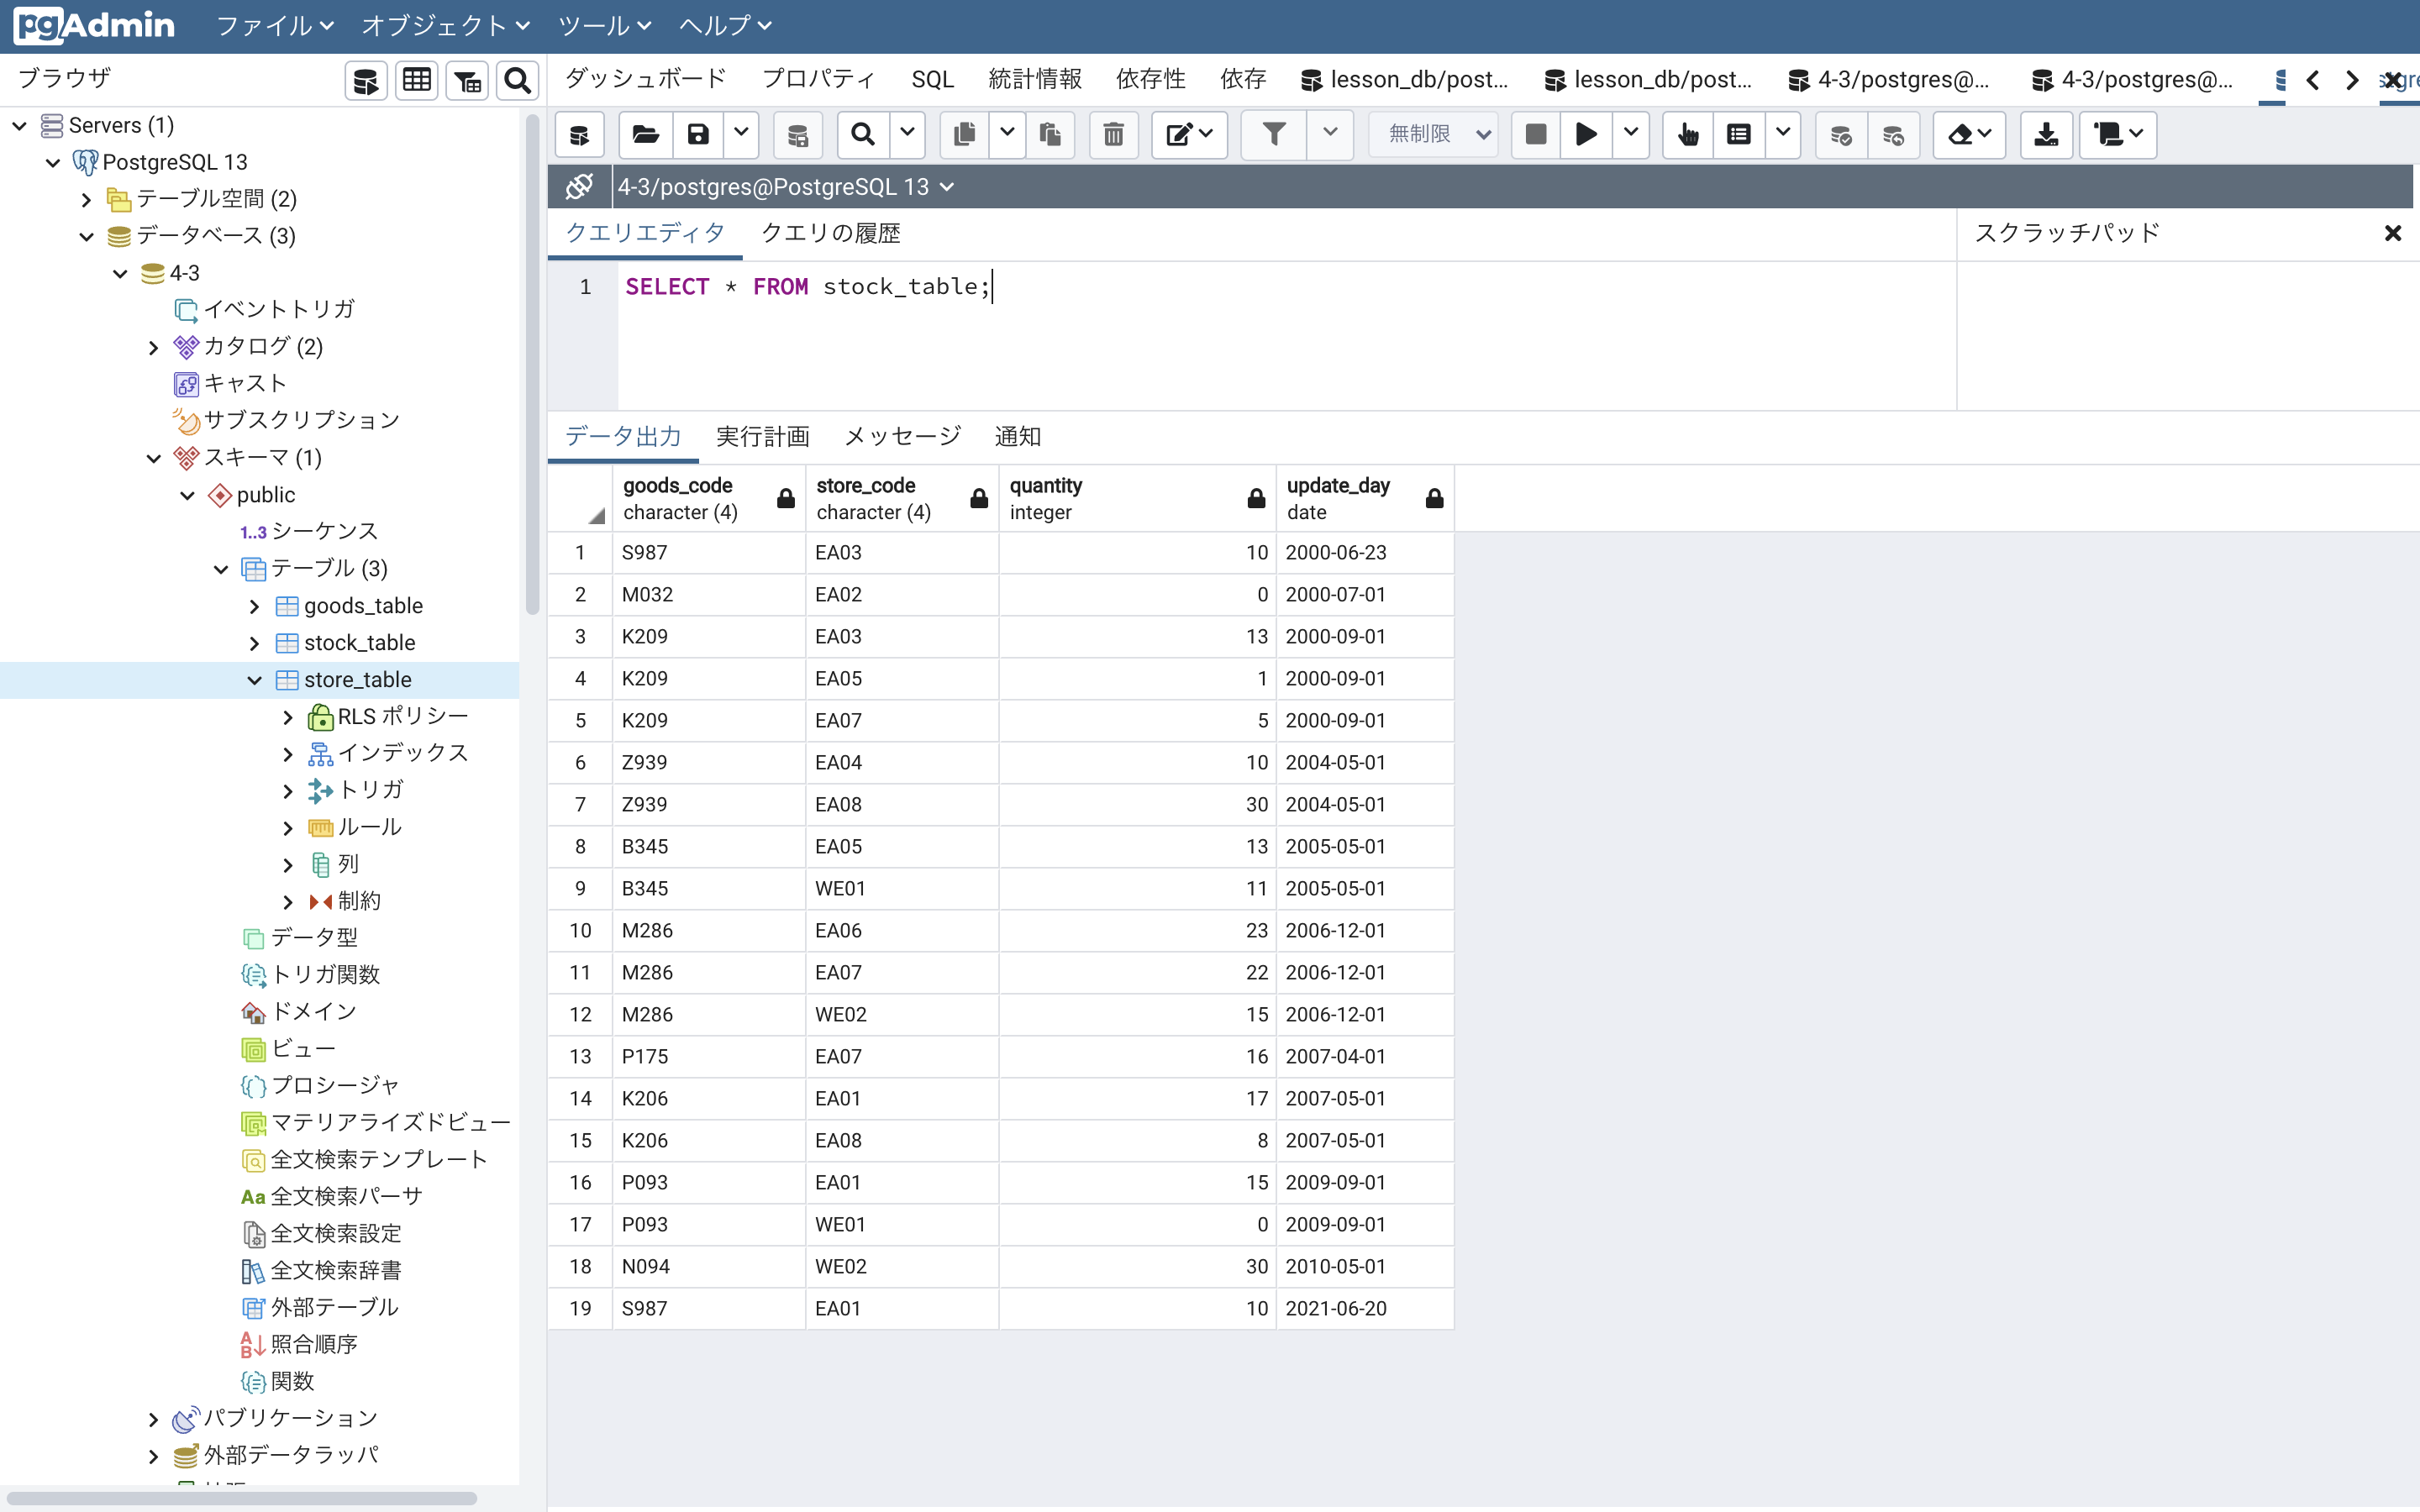 pgAdmin ファイル オブジェクト ツール ヘルプ
ブラウザ
Servers (1)
PostgreSQL 13
テーブル空間 (2)
データベース (3)
4-3
イベントトリガ
カタログ (2)
キャスト
サブスクリプション
スキーマ (1)
public
1..3 シーケンス
テーブル (3)
goods_table
stock_table
store_table
RLS ポリシー
インデックス
トリガ
ルール
列
制約
データ型
トリガ関数
ドメイン
ビュー
プロシージャ
マテリアライズドビュー
全文検索テンプレート
Aa 全文検索パーサ
全文検索設定
全文検索辞書
外部テーブル
照合順序
関数
パブリケーション
外部データラッパ
ダッシュボード プロパティ SQL 統計情報 依存性 依存 lesson_db/post... lesson_db/post... 4-3/postgres@... 4-3/postgres@...
無制限
4-3/postgres@PostgreSQL 13
クエリエディタ クエリの履歴 スクラッチパッド
1 SELECT * FROM stock_table;
データ出力 実行計画 メッセージ 通知
goods_code store_code quantity update_day
character (4) character (4) integer date
1 S987 EA03 10 2000-06-23
2 M032 EA02 0 2000-07-01
3 K209 EA03 13 2000-09-01
4 K209 EA05 1 2000-09-01
5 K209 EA07 5 2000-09-01
6 Z939 EA04 10 2004-05-01
7 Z939 EA08 30 2004-05-01
8 B345 EA05 13 2005-05-01
9 B345 WE01 11 2005-05-01
10 M286 EA06 23 2006-12-01
11 M286 EA07 22 2006-12-01
12 M286 WE02 15 2006-12-01
13 P175 EA07 16 2007-04-01
14 K206 EA01 17 2007-05-01
15 K206 EA08 8 2007-05-01
16 P093 EA01 15 2009-09-01
17 P093 WE01 0 2009-09-01
18 N094 WE02 30 2010-05-01
19 S987 EA01 10 2021-06-20